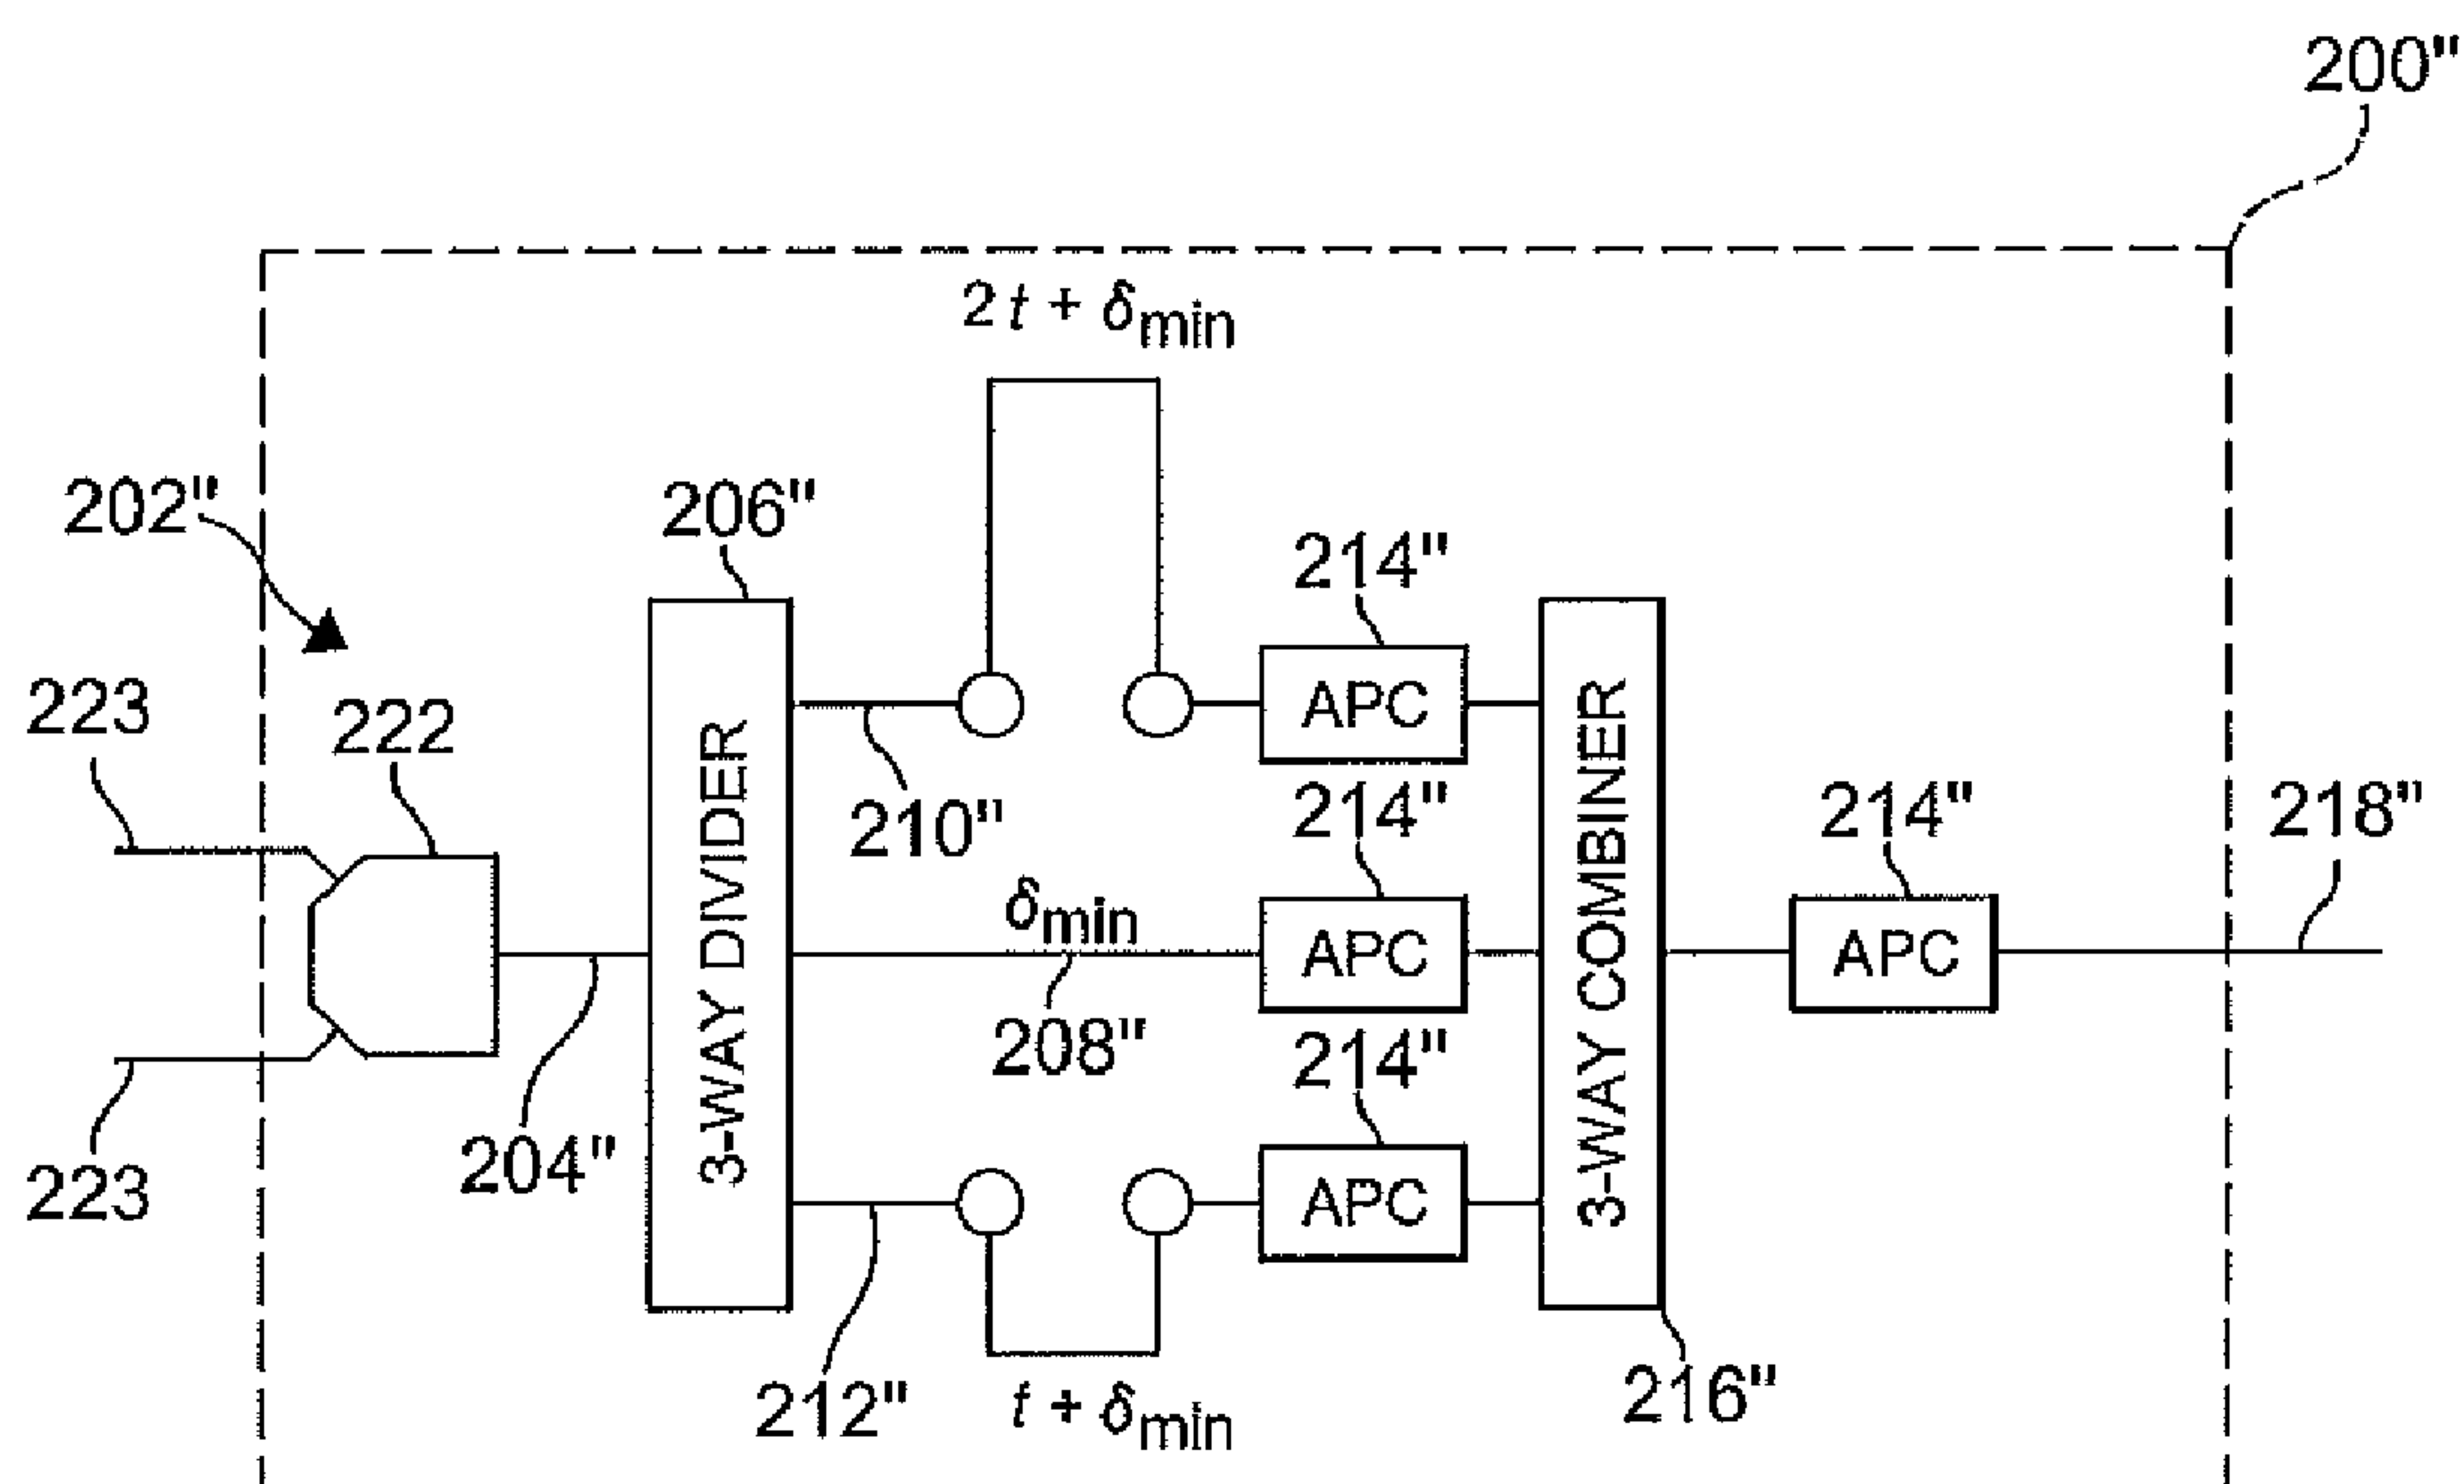 200"
2t + δmin
202"
206"
214"
223
222
3-WAY DIVIDER
APC
3-WAY COMBINER
210"
214"
214"
218"
δmin
APC
APC
208"
214"
204"
223
APC
212"
t + δmin
216"